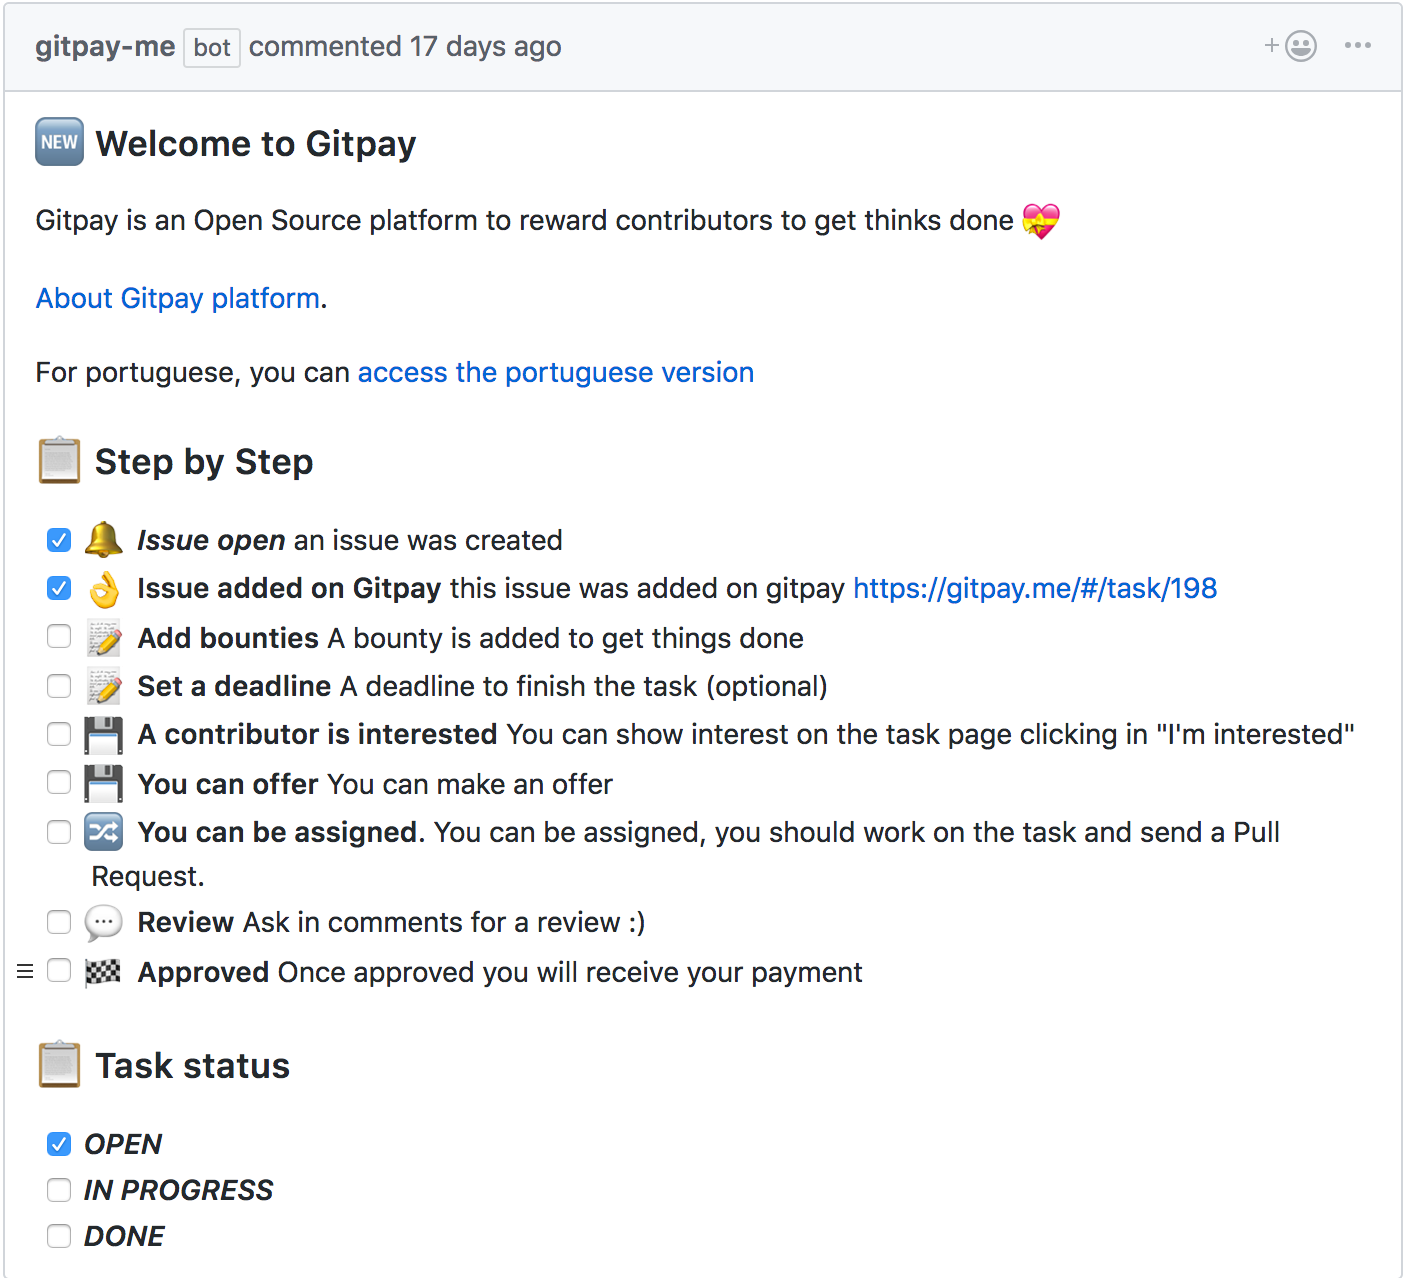 gitpay-me bot commented 17 days ago
NEW Welcome to Gitpay
Gitpay is an Open Source platform to reward contributors to get thinks done
About Gitpay platform.
For portuguese, you can access the portuguese version
Step by Step
Issue open an issue was created
Issue added on Gitpay this issue was added on gitpay https://gitpay.me/#/task/198
Add bounties A bounty is added to get things done
Set a deadline A deadline to finish the task (optional)
A contributor is interested You can show interest on the task page clicking in "I'm interested"
You can offer You can make an offer
You can be assigned. You can be assigned, you should work on the task and send a Pull
Request.
Review Ask in comments for a review :)
Approved Once approved you will receive your payment
Task status
OPEN
IN PROGRESS
DONE